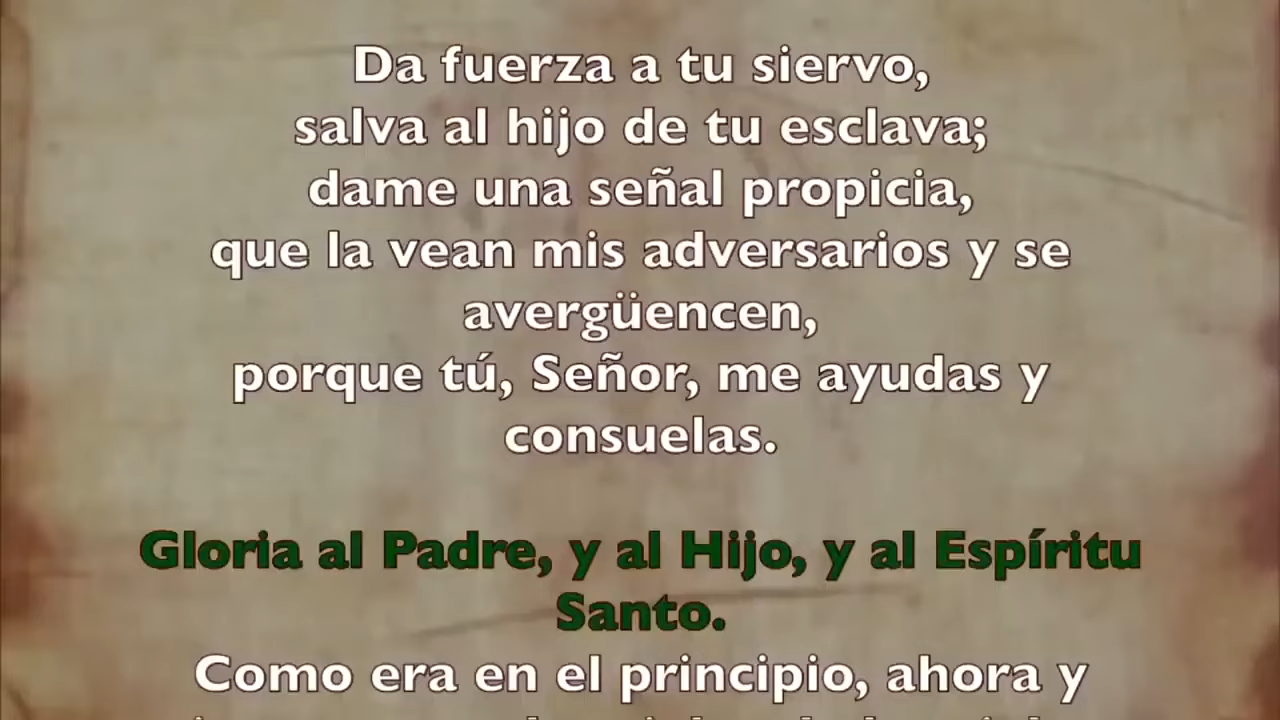 Da fuerza a tu siervo,
salva al hijo de tu esclava;
dame una señal propicia,
que la vean mis adversarios y se
avergüencen,
porque tú, Señor, me ayudas y
consuelas.
Gloria al Padre, y al Hijo, y al Espíritu
Santo.
Como era en el principio, ahora y